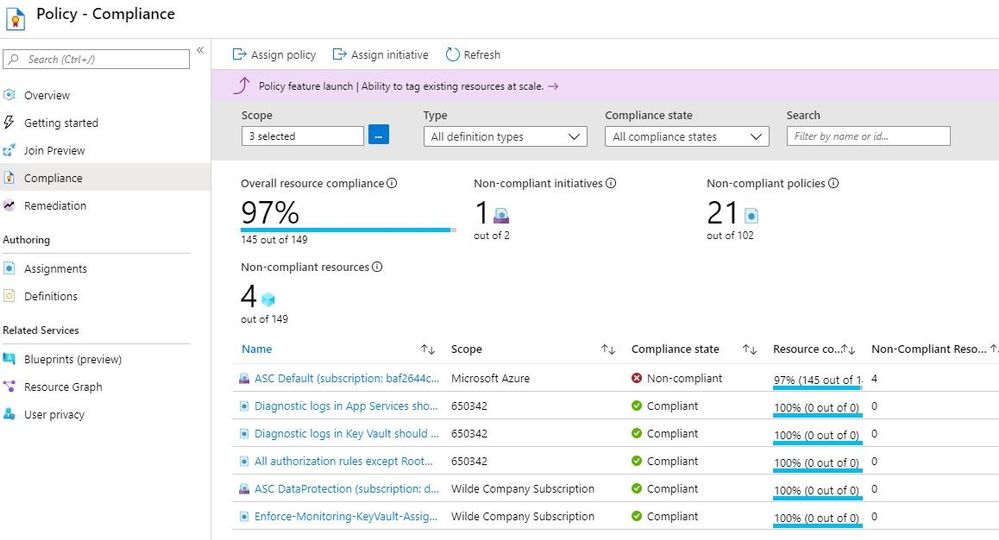 Policy - Compliance
Search (Ctrl+/)
«
Overview
Getting started
Join Preview
Compliance
Remediation
Authoring
Assignments
Definitions
Related Services
Blueprints (preview)
Resource Graph
User privacy
Assign policy Assign initiative Refresh
Policy feature launch | Ability to tag existing resources at scale. →
Scope Type Compliance state Search
3 selected ... All definition types All compliance states Filter by name or id...
Overall resource compliance Non-compliant initiatives Non-compliant policies
97% 1 21
145 out of 149 out of 2 out of 102
Non-compliant resources
4
out of 149
Name Scope Compliance state Resource co... Non-Compliant Reso...
ASC Default (subscription: baf2644c... Microsoft Azure Non-compliant 97% (145 out of 1 4
Diagnostic logs in App Services sho... 650342 Compliant 100% (0 out of 0) 0
Diagnostic logs in Key Vault should ... 650342 Compliant 100% (0 out of 0) 0
All authorization rules except Root... 650342 Compliant 100% (0 out of 0) 0
ASC DataProtection (subscription: d... Wilde Company Subscription Compliant 100% (0 out of 0) 0
Enforce-Monitoring-KeyVault-Assig... Wilde Company Subscription Compliant 100% (0 out of 0) 0